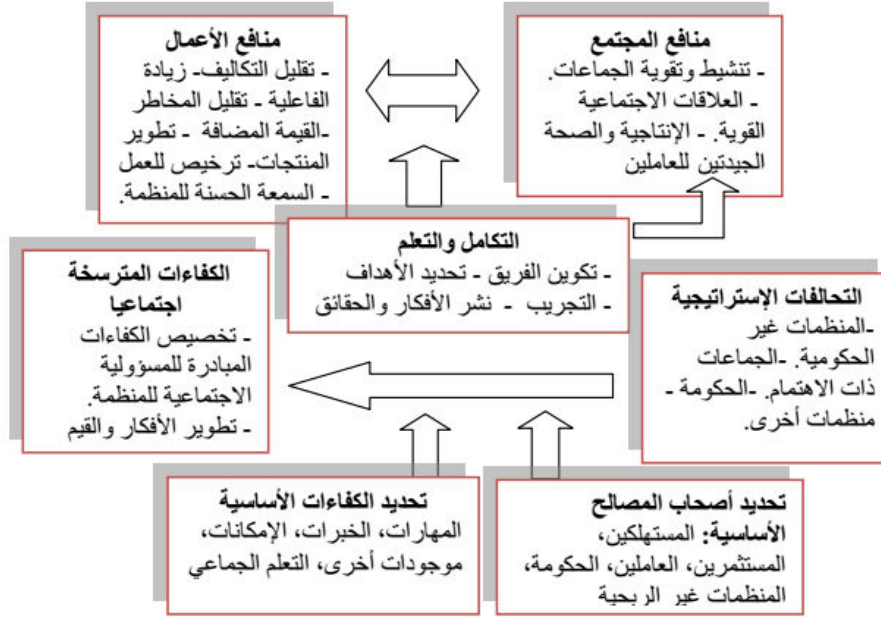 منافع المجتمع
- تنشيط وتقوية الجماعات.
- العلاقات الاجتماعية
القوية. - الإنتاجية والصحة
الجيدتين للعاملين
منافع الأعمال
- تقليل التكاليف- زيادة
الفاعلية - تقليل المخاطر
-القيمة المضافة - تطوير
المنتجات- ترخيص للعمل
- السمعة الحسنة للمنظمة.
التكامل والتعلم
- تكوين الفريق - تحديد الأهداف
- التجريب - نشر الأفكار والحقائق
التحالفات الإستراتيجية
-المنظمات غير
الحكومية. -الجماعات
ذات الاهتمام. -الحكومة -
منظمات أخرى.
الكفاءات المترسخة
اجتماعيا
- تخصيص الكفاءات
المبادرة للمسؤولية
الاجتماعية للمنظمة.
- تطوير الأفكار والقيم
تحديد أصحاب المصالح
الأساسية: المستهلكين،
المستثمرين، العاملين، الحكومة،
المنظمات غير الربحية
تحديد الكفاءات الأساسية
المهارات، الخبرات، الإمكانات،
موجودات أخرى، التعلم الجماعي